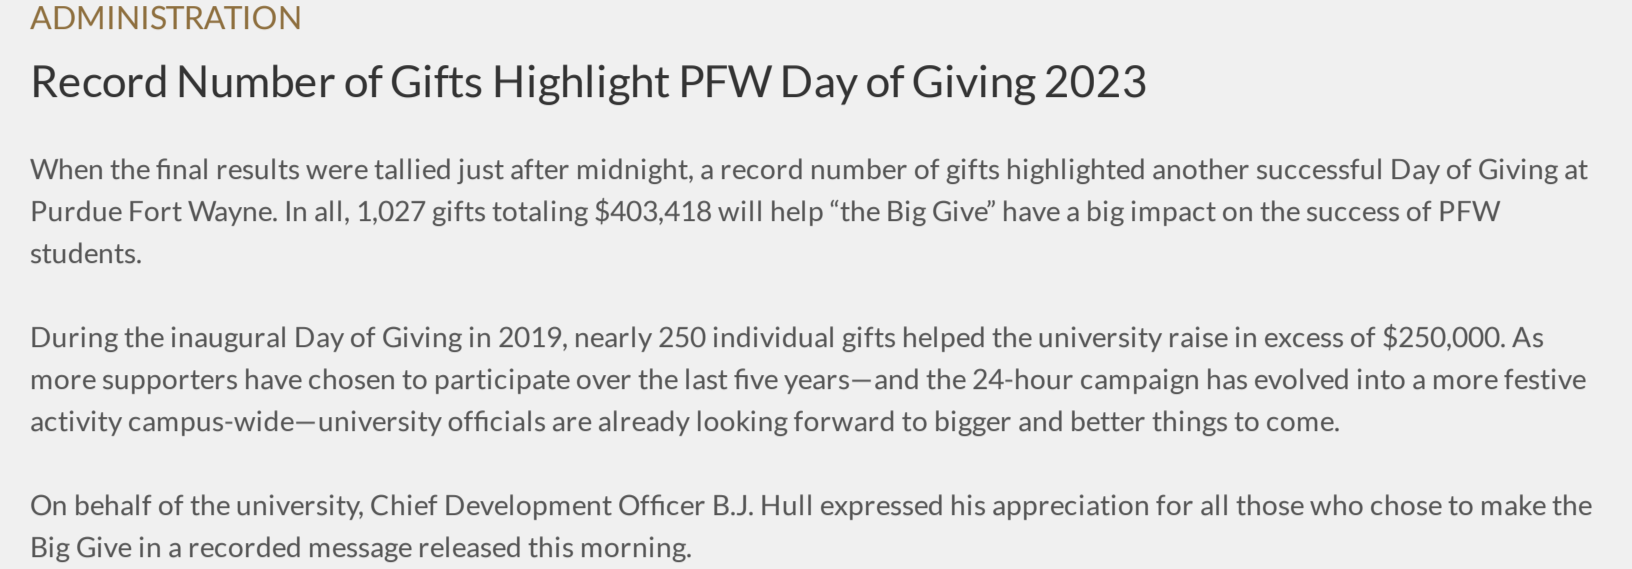 ADMINISTRATION
Record Number of Gifts Highlight PFW Day of Giving 2023
When the final results were tallied just after midnight, a record number of gifts highlighted another successful Day of Giving at
Purdue Fort Wayne. In all, 1,027 gifts totaling $403,418 will help “the Big Give” have a big impact on the success of PFW
students.
During the inaugural Day of Giving in 2019, nearly 250 individual gifts helped the university raise in excess of $250,000. As
more supporters have chosen to participate over the last five years—and the 24-hour campaign has evolved into a more festive
activity campus-wide—university officials are already looking forward to bigger and better things to come.
On behalf of the university, Chief Development Officer B.J. Hull expressed his appreciation for all those who chose to make the
Big Give in a recorded message released this morning.